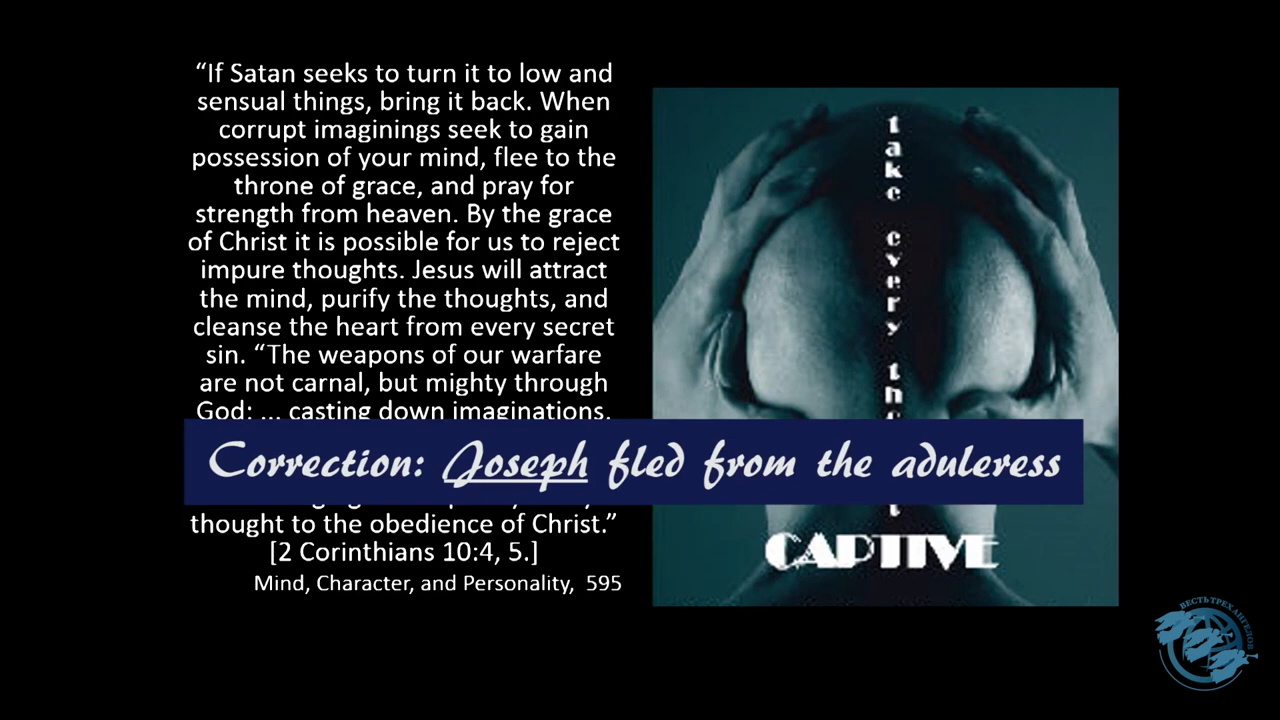 “If Satan seeks to turn it to low and
sensual things, bring it back. When
corrupt imaginings seek to gain
possession of your mind, flee to the
throne of grace, and pray for
strength from heaven. By the grace
of Christ it is possible for us to reject
impure thoughts. Jesus will attract
the mind, purify the thoughts, and
cleanse the heart from every secret
sin. “The weapons of our warfare
are not carnal, but mighty through
God: ... casting down imaginations,
Correction: Joseph fled from the aduleress
thought to the obedience of Christ.”
[2 Corinthians 10:4, 5.]
Mind, Character, and Personality, 595
take every tho
t
CAPTIVE
ВЕСТЬ ТРЕХ АНГЕЛОВ